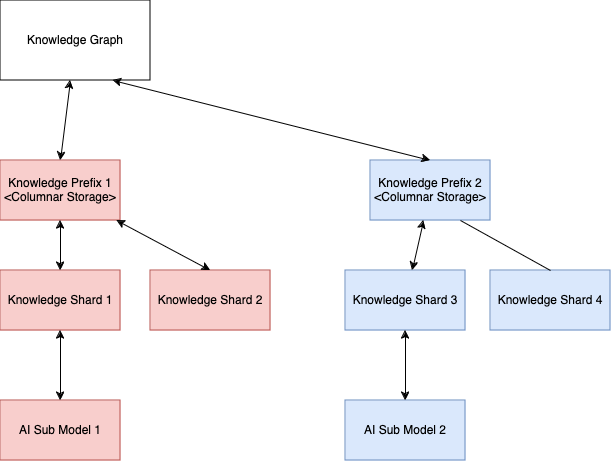 Knowledge Graph
Knowledge Prefix 1
<Columnar Storage>
Knowledge Prefix 2
<Columnar Storage>
Knowledge Shard 1
Knowledge Shard 2
Knowledge Shard 3
Knowledge Shard 4
AI Sub Model 1
AI Sub Model 2